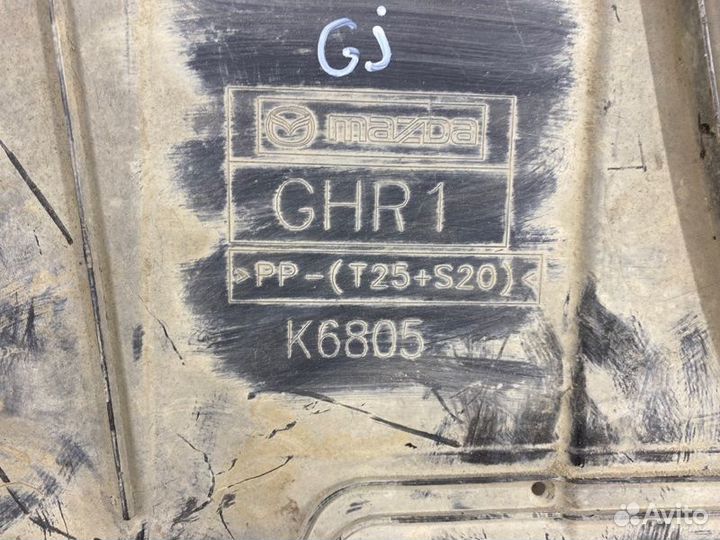 Gj
mazda
GHR1
>PP-(T25+S20)<
K6805
Avito